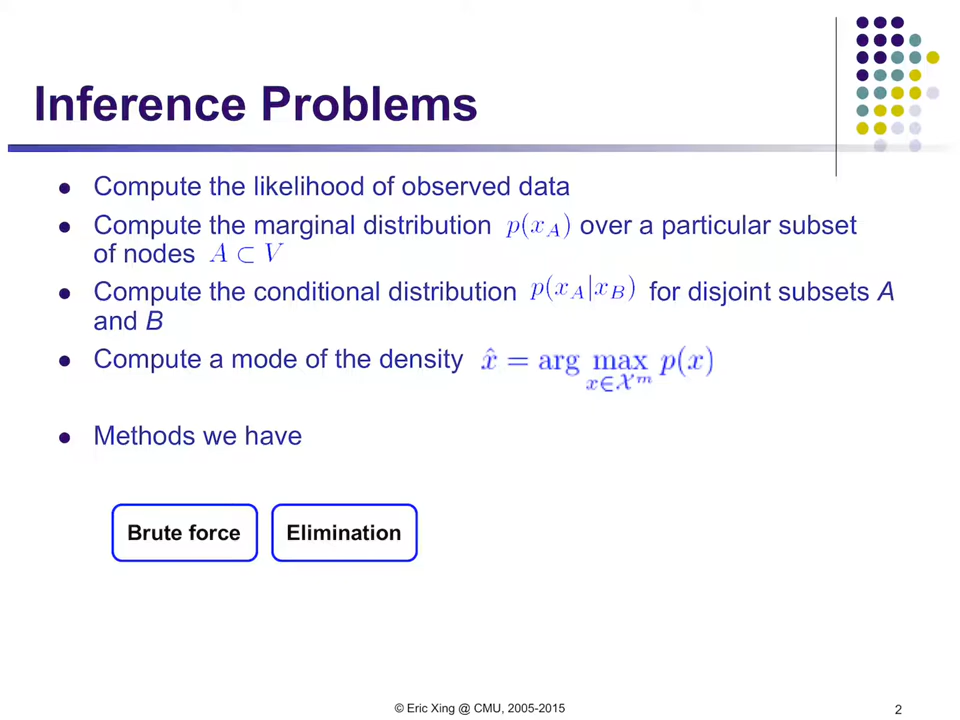 Inference Problems
● Compute the likelihood of observed data
● Compute the marginal distribution p(x_A) over a particular subset
of nodes A ⊂ V
● Compute the conditional distribution p(x_A|x_B) for disjoint subsets A
and B
● Compute a mode of the density x̂ = arg max_{x∈𝒳^m} p(x)
● Methods we have
Brute force Elimination
© Eric Xing @ CMU, 2005-2015
2